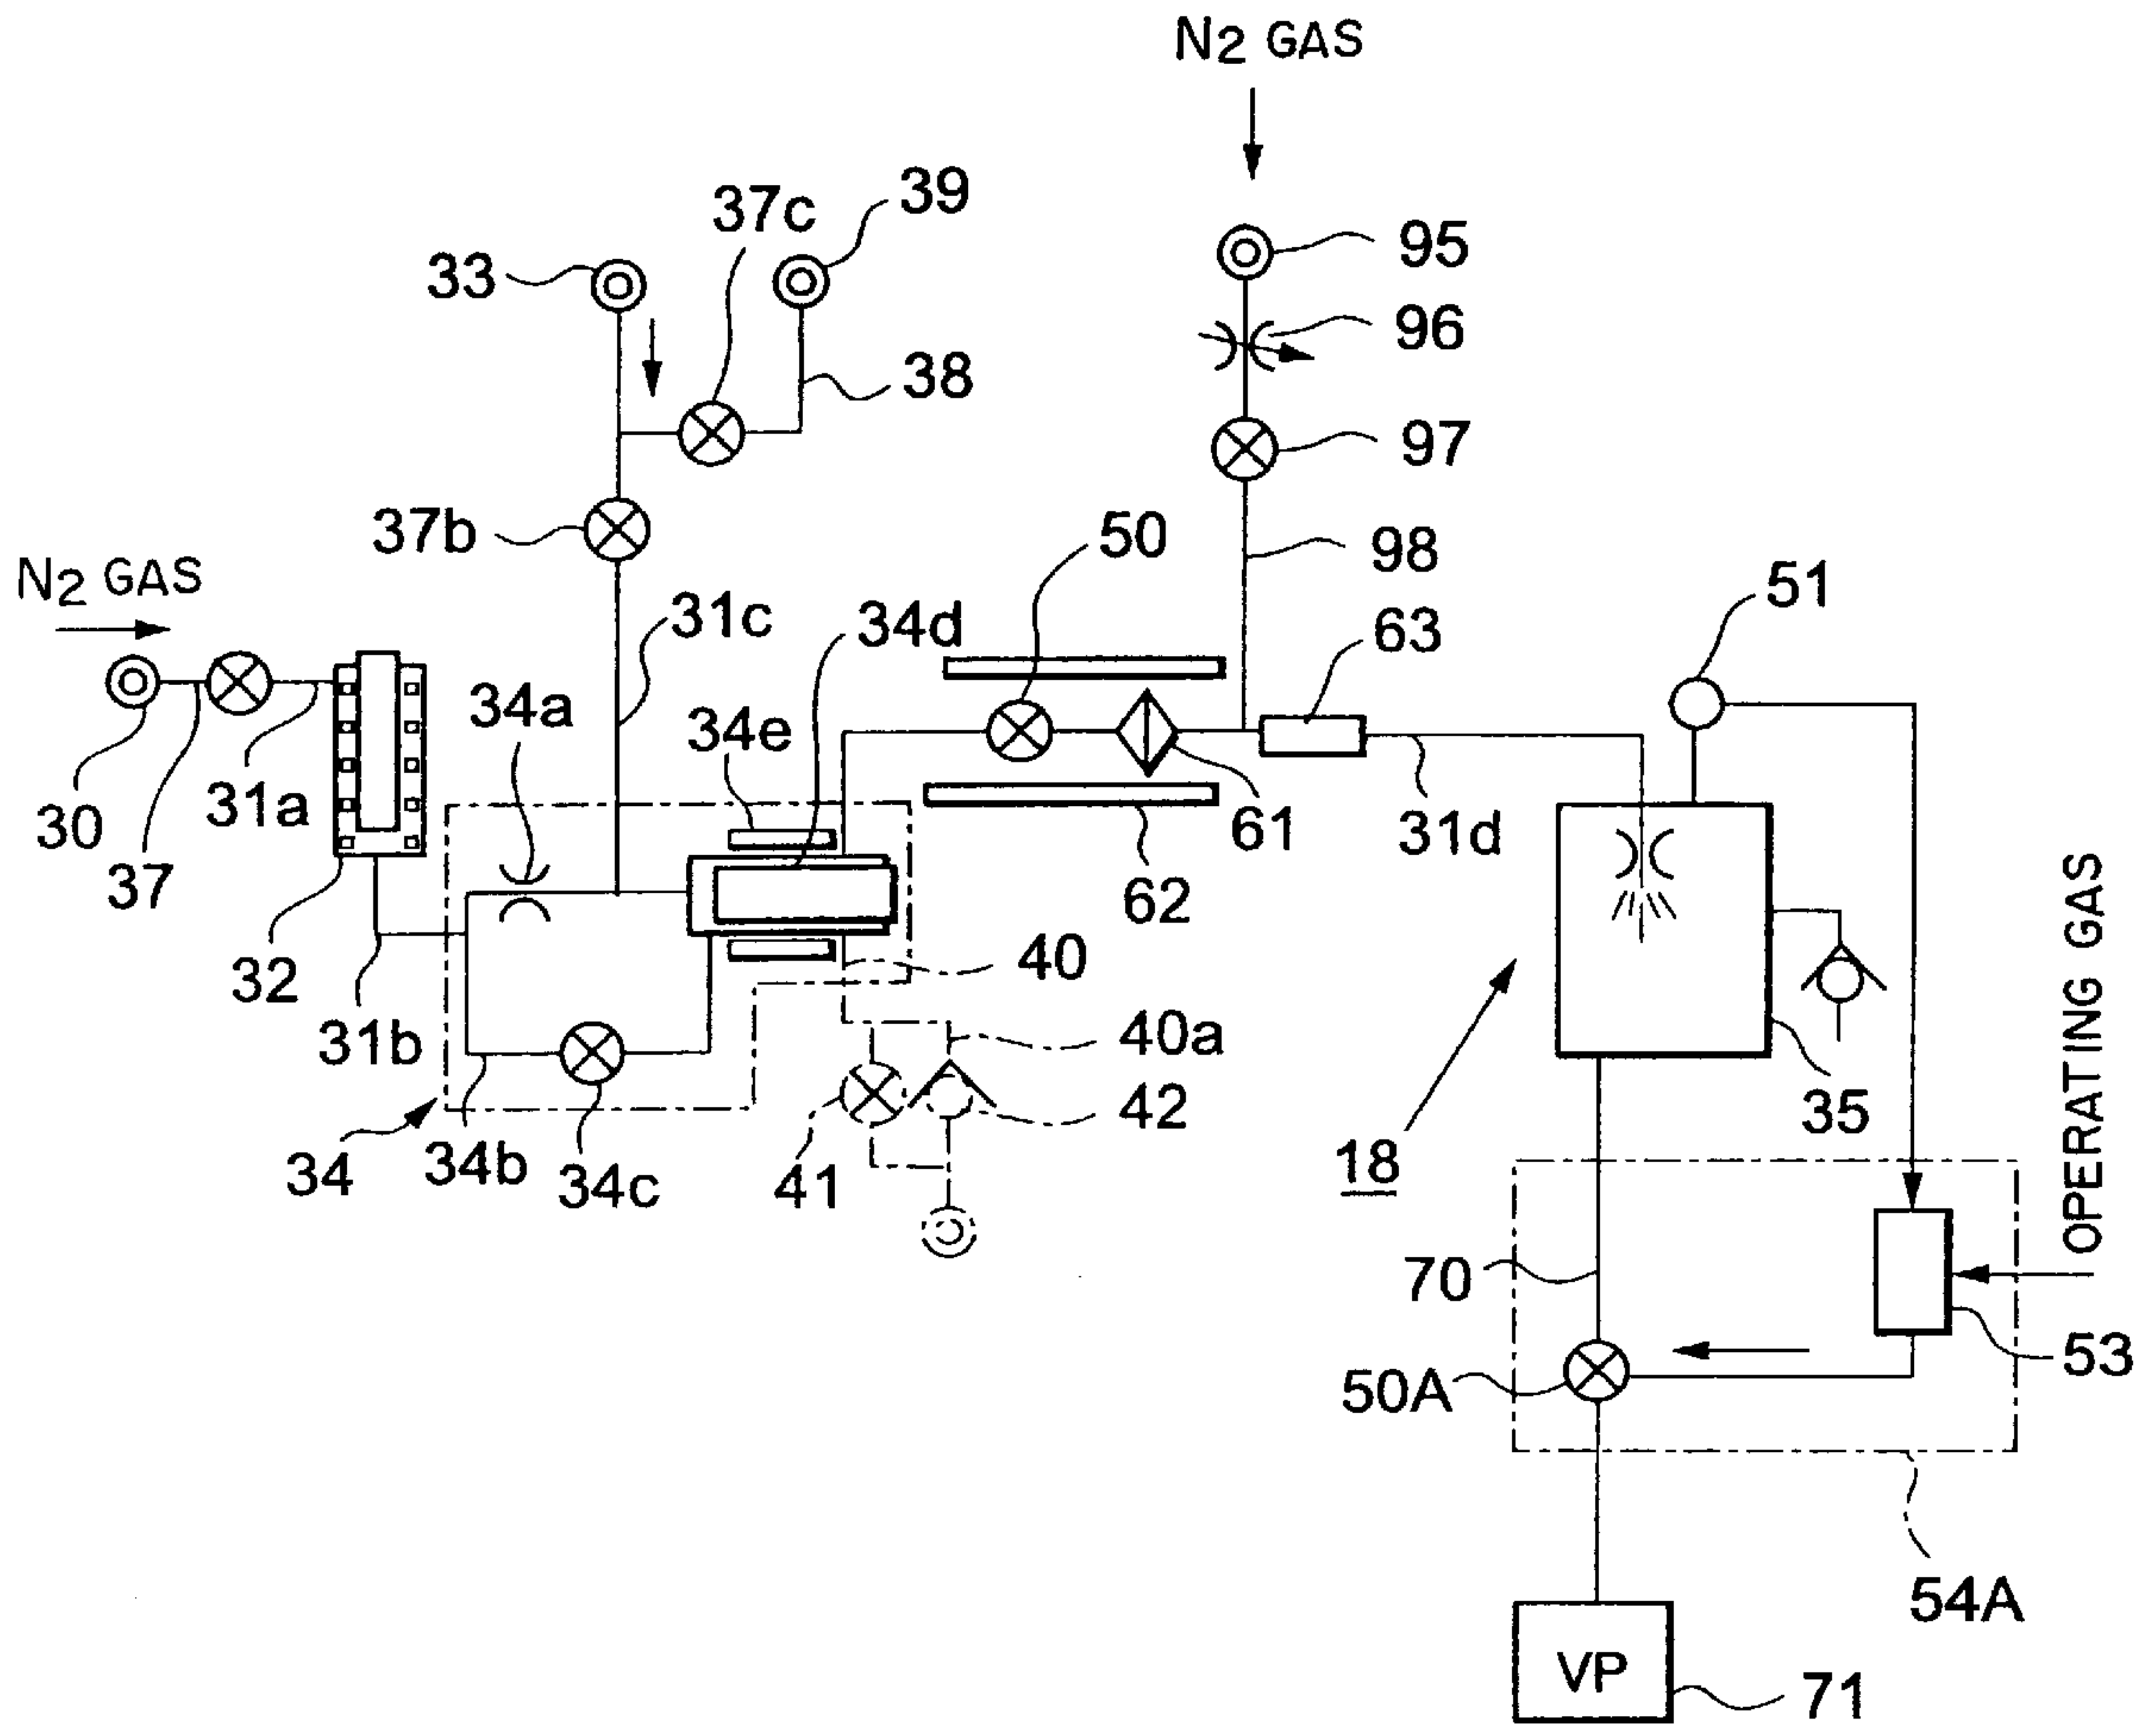 N2 GAS
39
37c
95
33
96
38
97
50
37b
98
N2 GAS
51
31c
34d
63
34a
34e
30
31a
61
31d
37
62
OPERATING GAS
32
40
31b
40a
42
35
34
34b
34c
41
18
70
53
50A
54A
VP
71